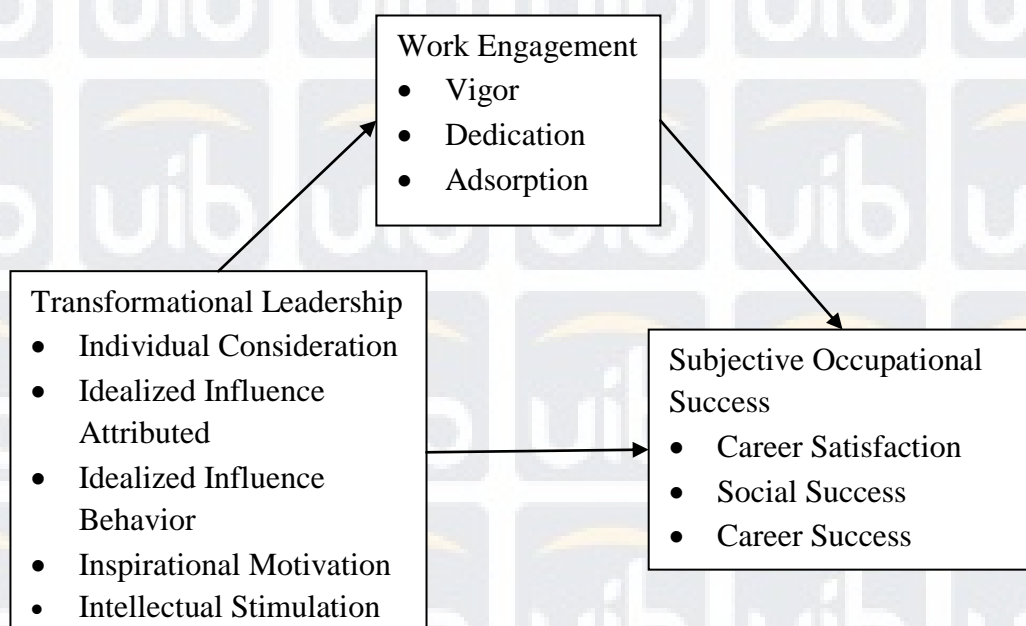 Work Engagement
• Vigor
• Dedication
• Adsorption
Transformational Leadership
• Individual Consideration
• Idealized Influence
Attributed
• Idealized Influence
Behavior
• Inspirational Motivation
• Intellectual Stimulation
Subjective Occupational
Success
• Career Satisfaction
• Social Success
• Career Success
uib